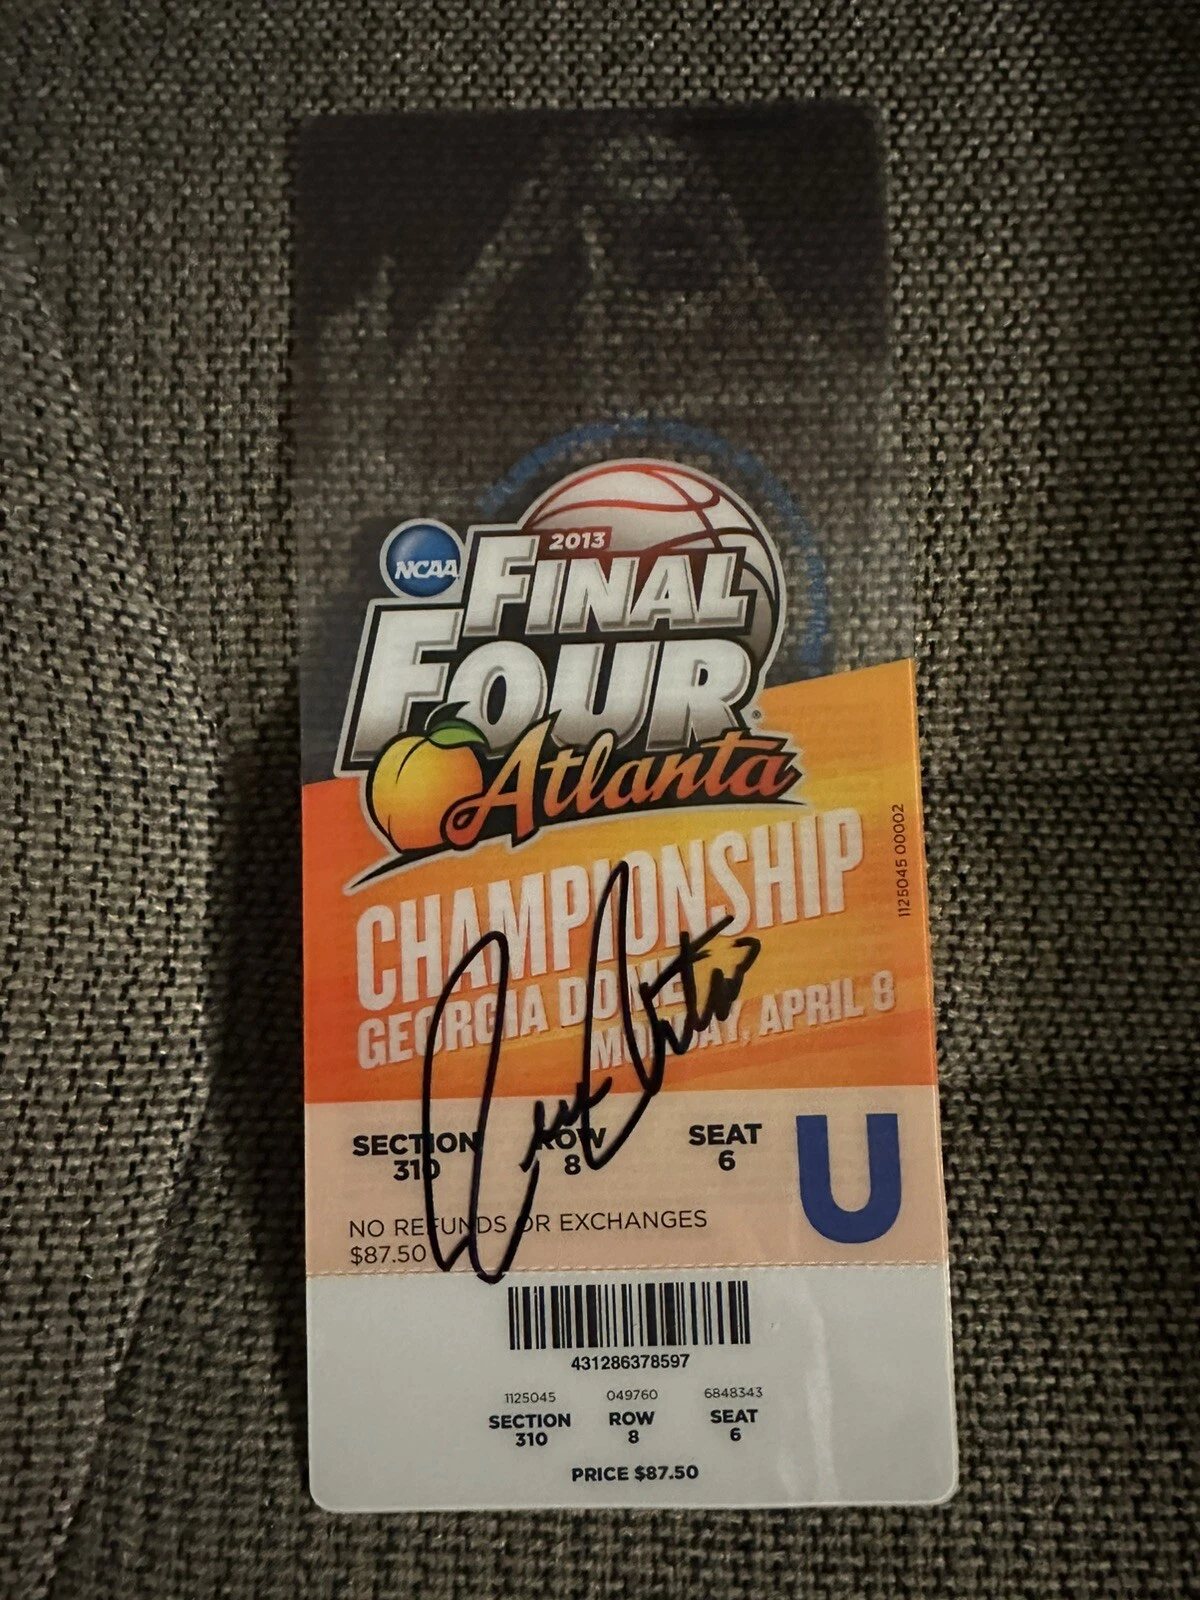 2013
NCAA
FINAL
FOUR®
Atlanta
CHAMPIONSHIP
GEORGIA DOME
MONDAY, APRIL 8
1125045 00002
SECTION ROW SEAT
310 8 6
U
NO REFUNDS OR EXCHANGES
$87.50
431286378597
1125045 049760 6848343
SECTION ROW SEAT
310 8 6
PRICE $87.50